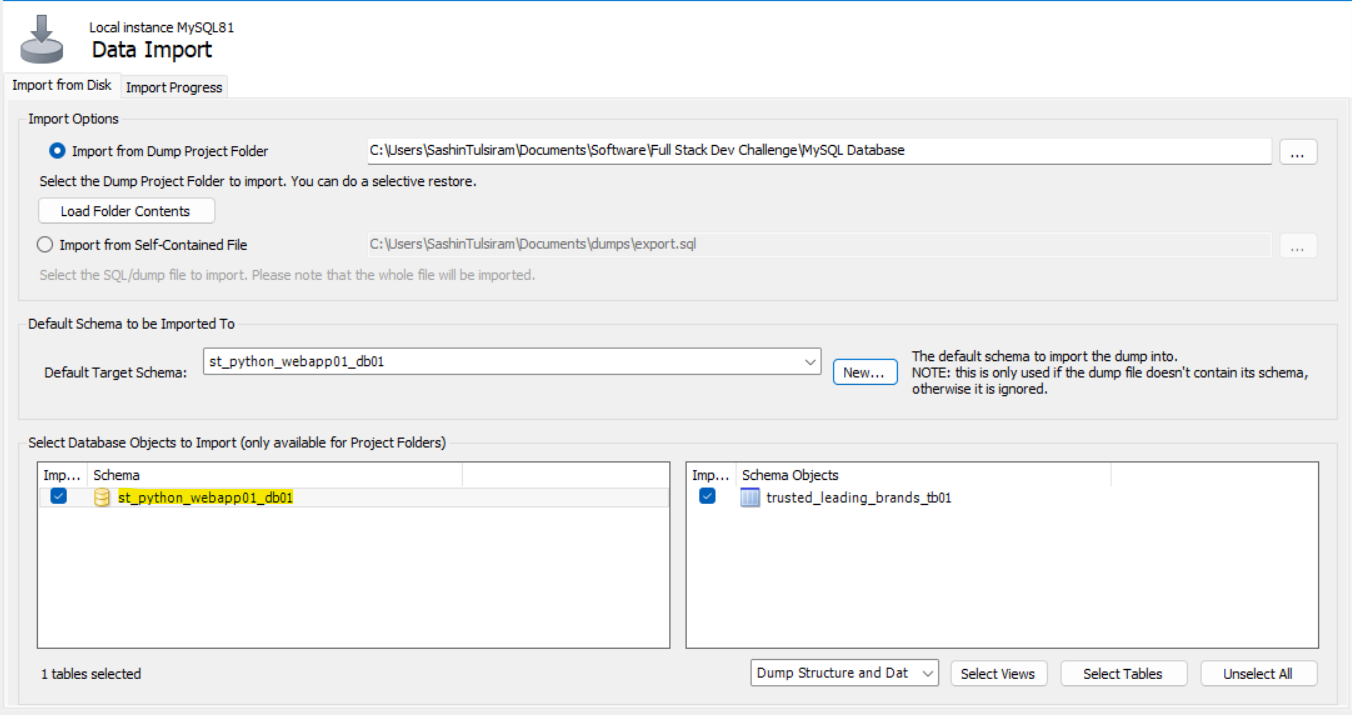 Local instance MySQL81
Data Import
Import from Disk Import Progress
Import Options
Import from Dump Project Folder C:\Users\SashinTulsiram\Documents\Software\Full Stack Dev Challenge\MySQL Database ...
Select the Dump Project Folder to import. You can do a selective restore.
Load Folder Contents
Import from Self-Contained File C:\Users\SashinTulsiram\Documents\dumps\export.sql ...
Select the SQL/dump file to import. Please note that the whole file will be imported.
Default Schema to be Imported To
Default Target Schema: st_python_webapp01_db01 New...
The default schema to import the dump into.
NOTE: this is only used if the dump file doesn't contain its schema,
otherwise it is ignored.
Select Database Objects to Import (only available for Project Folders)
Imp... Schema
st_python_webapp01_db01
Imp... Schema Objects
trusted_leading_brands_tb01
1 tables selected
Dump Structure and Dat Select Views Select Tables Unselect All